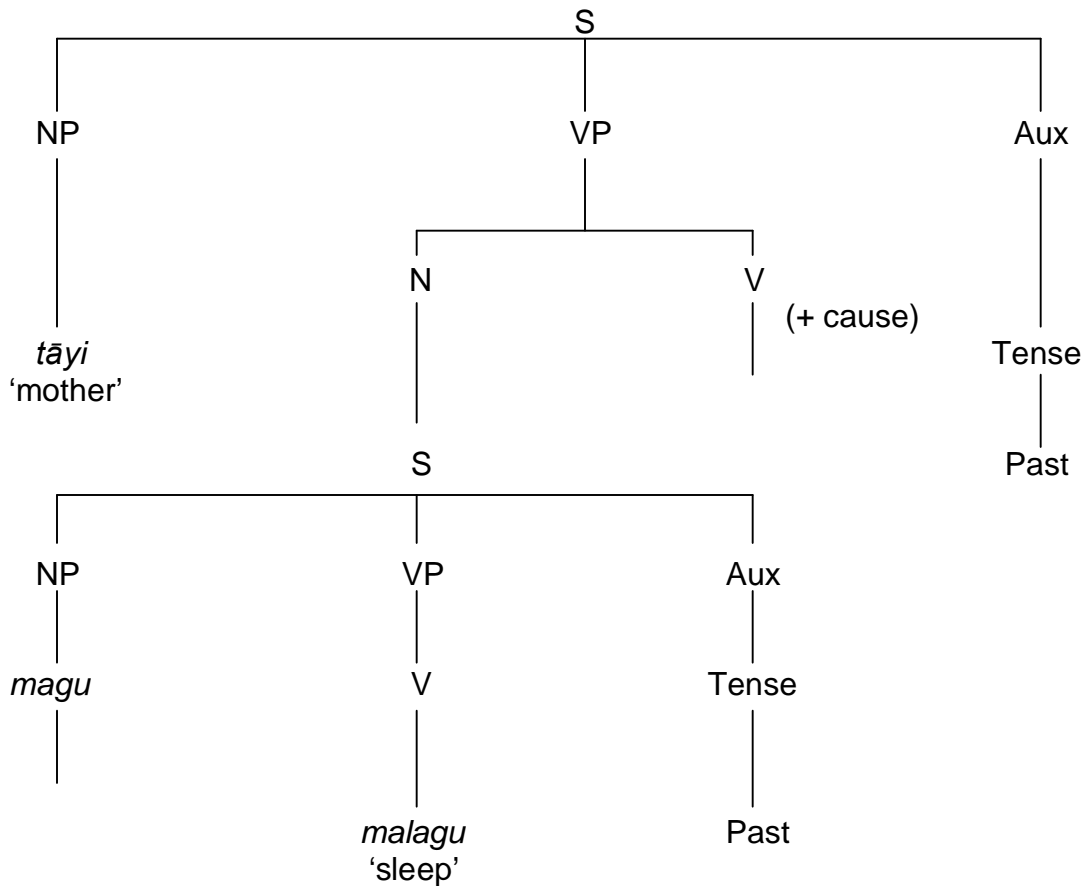 S
NP VP Aux
N V
(+ cause)
tāyi Tense
‘mother’
Past
S
NP VP Aux
magu V Tense
malagu Past
‘sleep’